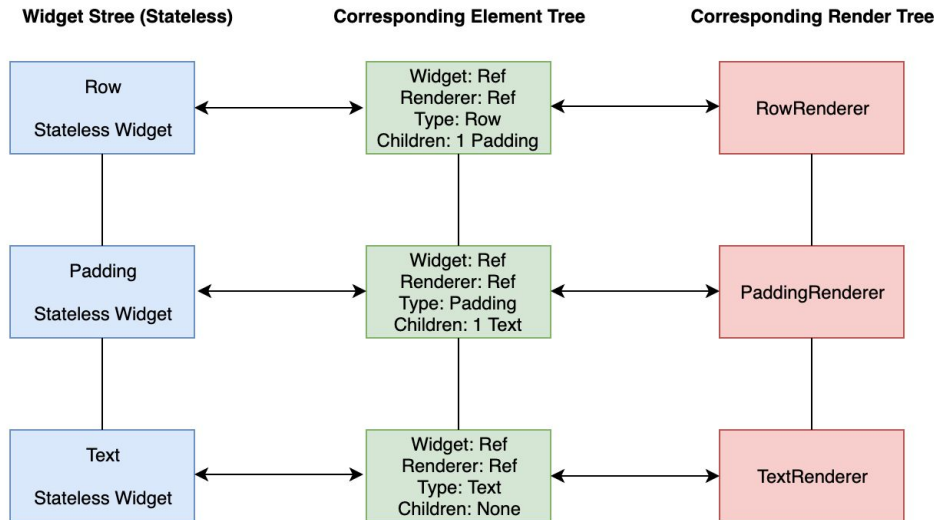 Widget Stree (Stateless)
Corresponding Element Tree
Corresponding Render Tree
Row
Stateless Widget
Widget: Ref
Renderer: Ref
Type: Row
Children: 1 Padding
RowRenderer
Padding
Stateless Widget
Widget: Ref
Renderer: Ref
Type: Padding
Children: 1 Text
PaddingRenderer
Text
Stateless Widget
Widget: Ref
Renderer: Ref
Type: Text
Children: None
TextRenderer